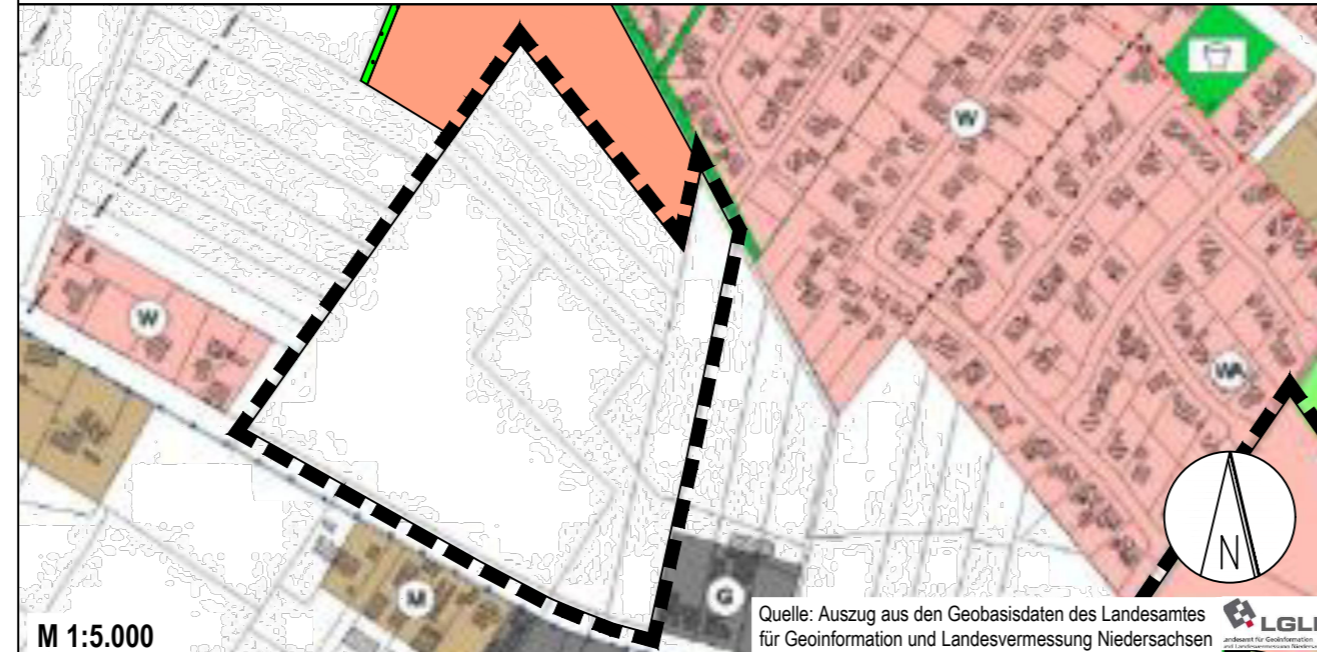 W
W
WA
M
G
N
M 1:5.000
Quelle: Auszug aus den Geobasisdaten des Landesamtes
für Geoinformation und Landesvermessung Niedersachsen
LGL